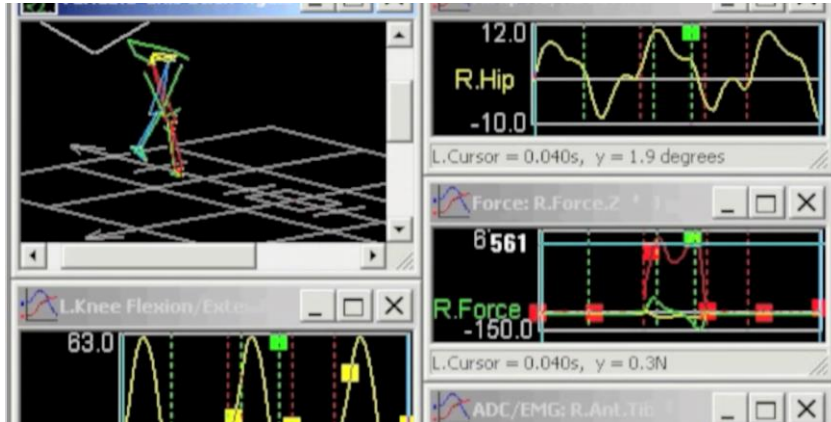 12.0
R.Hip
-10.0
L.Cursor = 0.040s, y = 1.9 degrees
Force: R.Force.Z
561
R.Force
-150.0
L.Cursor = 0.040s, y = 0.3N
L.Knee Flexion/Exte
63.0
ADC/EMG: R.Ant.Tib